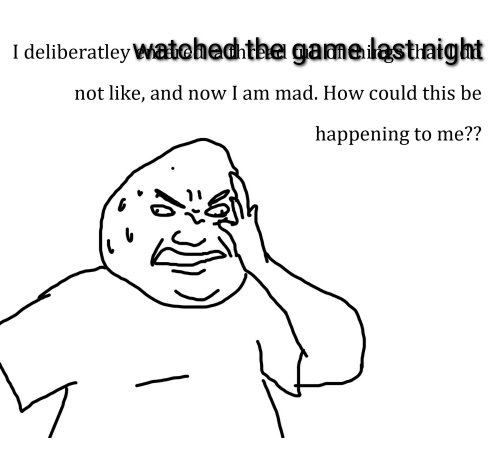 I deliberatley watched the game last night
not like, and now I am mad. How could this be
happening to me??